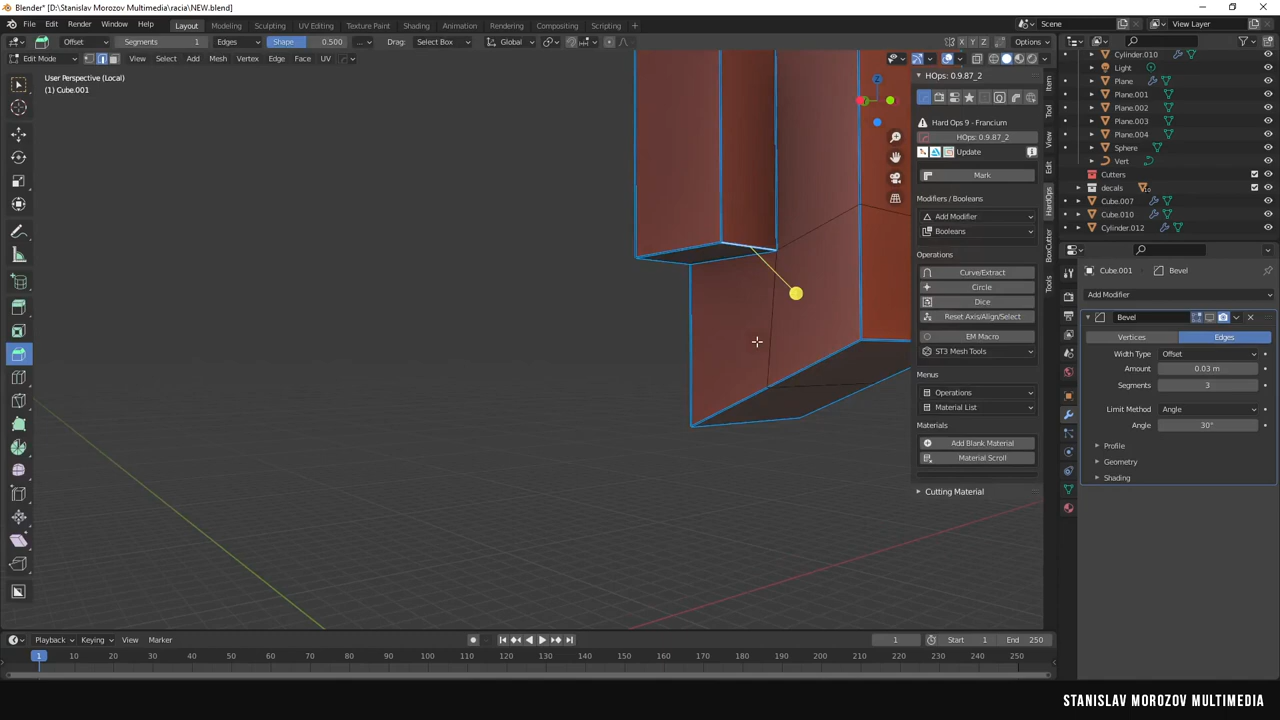 Blender* [D:\Stanislav Morozov Multimedia\racia\NEW.blend]
File Edit Render Window Help Layout Modeling Sculpting UV Editing Texture Paint Shading Animation Rendering Compositing Scripting Scene View Layer
Offset Segments 1 Edges Shape 0.500 ... Drag: Select Box Global X Y Z Options
Edit Mode View Select Add Mesh Vertex Edge Face UV
User Perspective (Local)
(1) Cube.001
HOps: 0.9.87_2
Hard Ops 9 - Francium
HOps: 0.9.87_2
Update
Mark
Modifiers / Booleans
Add Modifier
Booleans
Operations
Curve/Extract
Circle
Dice
Reset Axis/Align/Select
EM Macro
ST3 Mesh Tools
Menus
Operations
Material List
Materials
Add Blank Material
Material Scroll
Cutting Material
Item
Tool
View
Edit
HardOps
BoxCutter
Tools
Cylinder.010
Light
Plane
Plane.001
Plane.002
Plane.003
Plane.004
Sphere
Vert
Cutters
decals
Cube.007
Cube.010
Cylinder.012
Cube.001 Bevel
Add Modifier
Bevel
Vertices Edges
Width Type Offset
Amount 0.03 m
Segments 3
Limit Method Angle
Angle 30°
Profile
Geometry
Shading
Playback Keying View Marker 1 Start 1 End 250
1 10 20 30 40 50 60 70 80 90 100 110 120 130 140 150 160 170 180 190 200 210 220 230 240 250
STANISLAV MOROZOV MULTIMEDIA